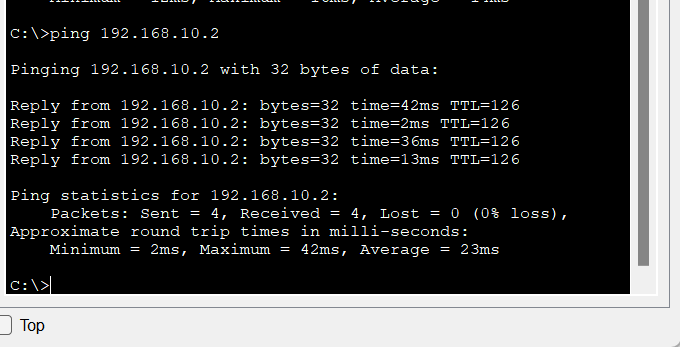 C:\>ping 192.168.10.2
Pinging 192.168.10.2 with 32 bytes of data:
Reply from 192.168.10.2: bytes=32 time=42ms TTL=126
Reply from 192.168.10.2: bytes=32 time=2ms TTL=126
Reply from 192.168.10.2: bytes=32 time=36ms TTL=126
Reply from 192.168.10.2: bytes=32 time=13ms TTL=126
Ping statistics for 192.168.10.2:
Packets: Sent = 4, Received = 4, Lost = 0 (0% loss),
Approximate round trip times in milli-seconds:
Minimum = 2ms, Maximum = 42ms, Average = 23ms
C:\>
Top